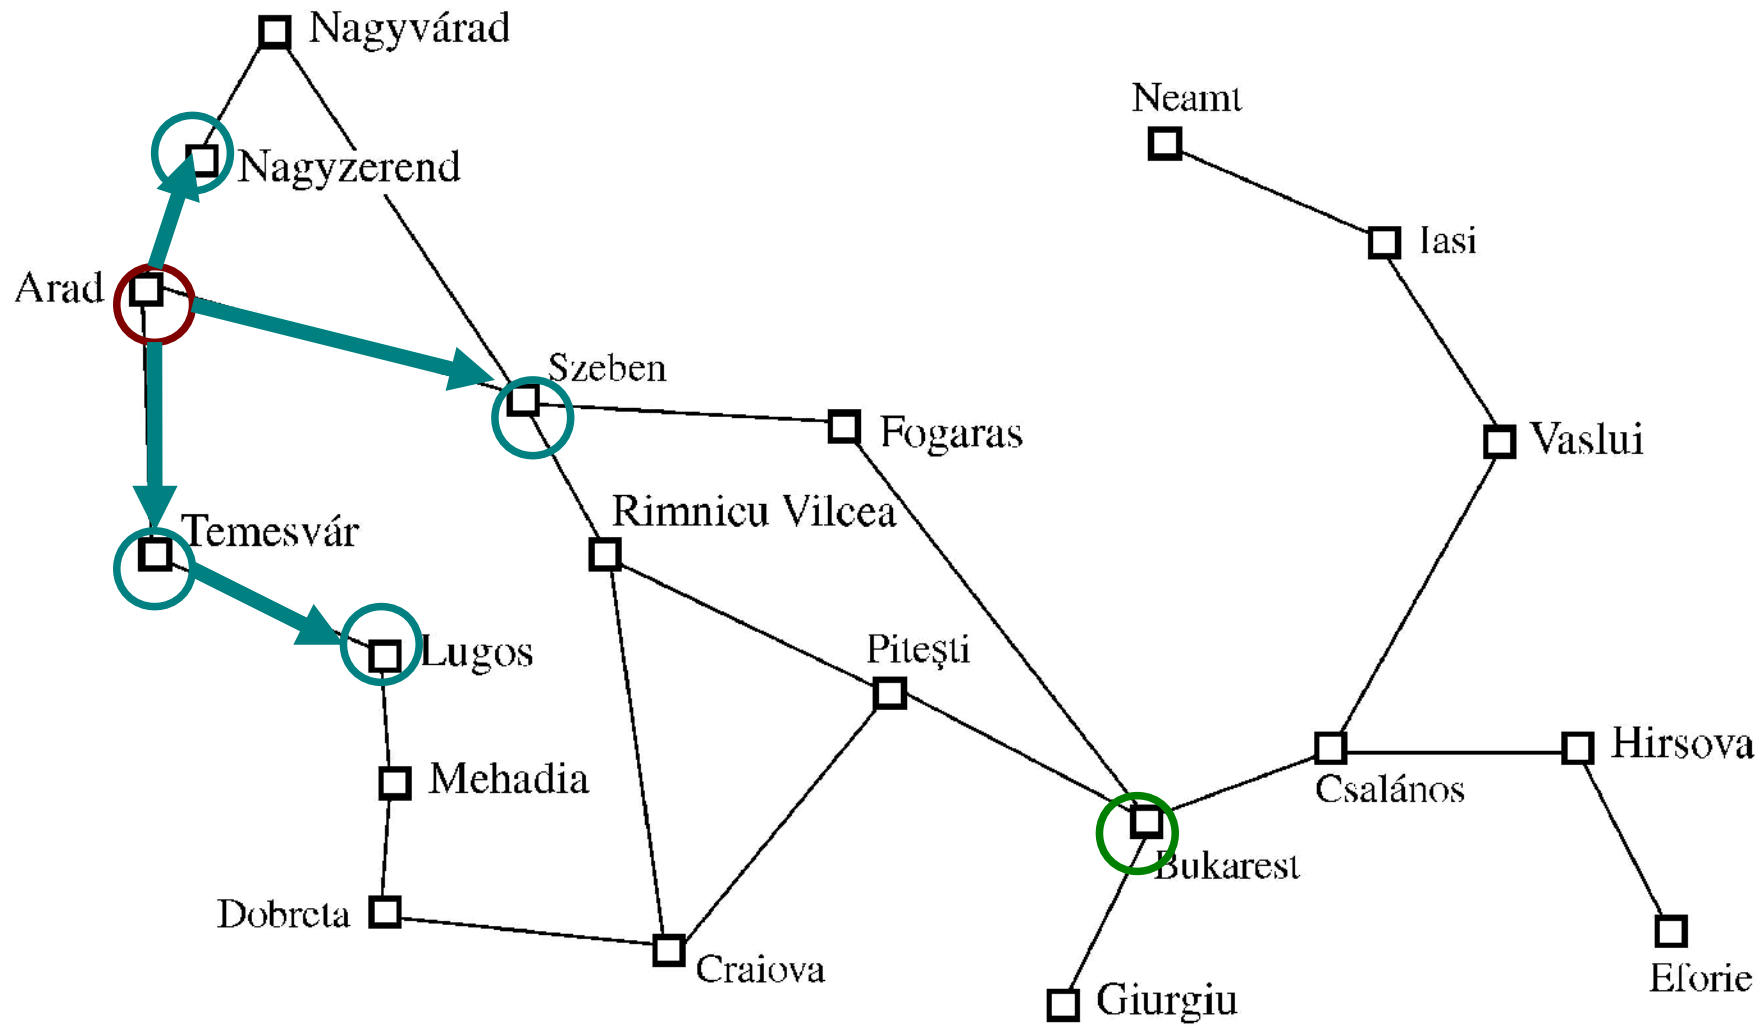 Nagyvárad
Neamt
Nagyzerend
Iasi
Arad
Szeben
Fogaras
Vaslui
Rimnicu Vilcea
Temesvár
Lugos
Piteşti
Hirsova
Mehadia
Csalános
Bukarest
Dobreta
Craiova
Eforie
Giurgiu